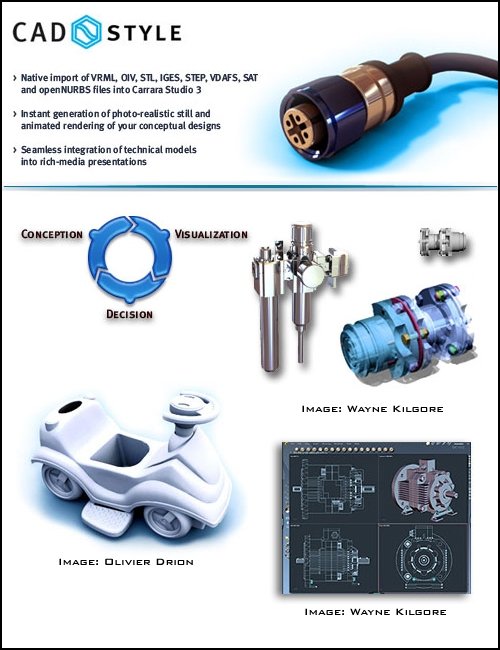 CAD STYLE
› Native import of VRML, OIV, STL, IGES, STEP, VDAFS, SAT
and openNURBS files into Carrara Studio 3
› Instant generation of photo-realistic still and
animated rendering of your conceptual designs
› Seamless integration of technical models
into rich-media presentations
CONCEPTION
VISUALIZATION
DECISION
IMAGE: WAYNE KILGORE
IMAGE: OLIVIER DRION
IMAGE: WAYNE KILGORE